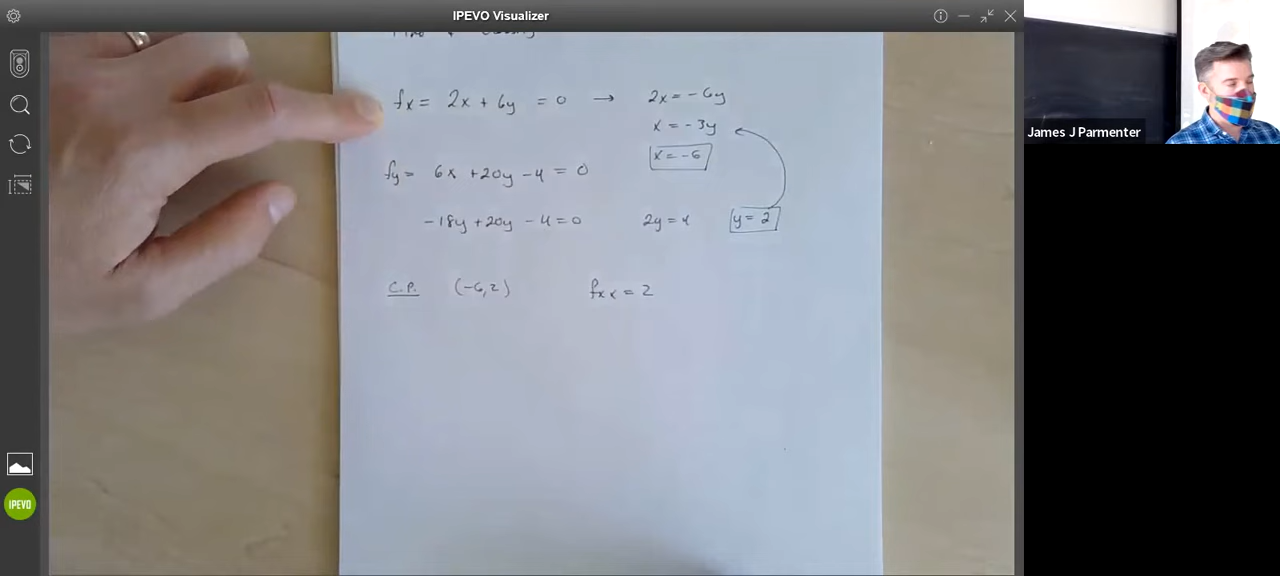 IPEVO Visualizer
James J Parmenter
fx = 2x + 6y = 0 → 2x = -6y
x = -3y
x = -6
fy = 6x + 20y - 4 = 0
-18y + 20y - 4 = 0 2y = 4 y = 2
C.P. (-6,2) fxx = 2
IPEVO